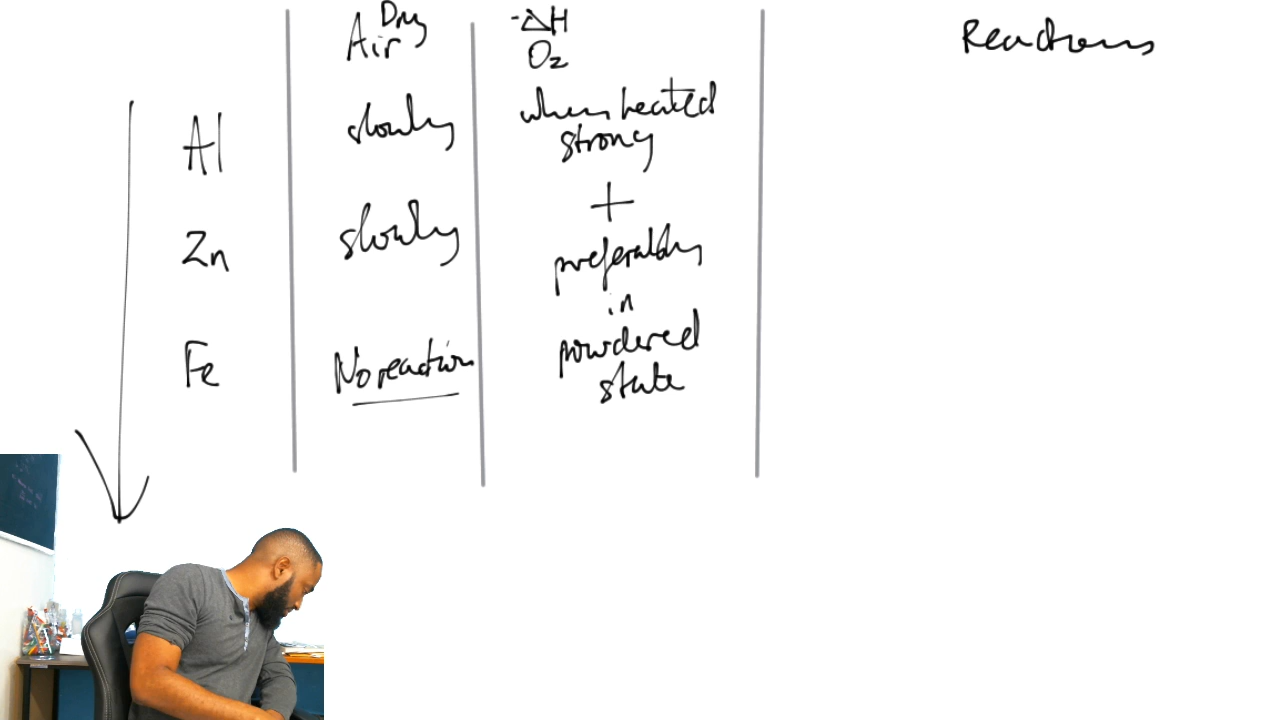 Dry
Air
-ΔH
O2
Reactions
Al
slowly
when heated
strong
+
Zn
slowly
preferably
in
Fe
No reaction
powdered
state